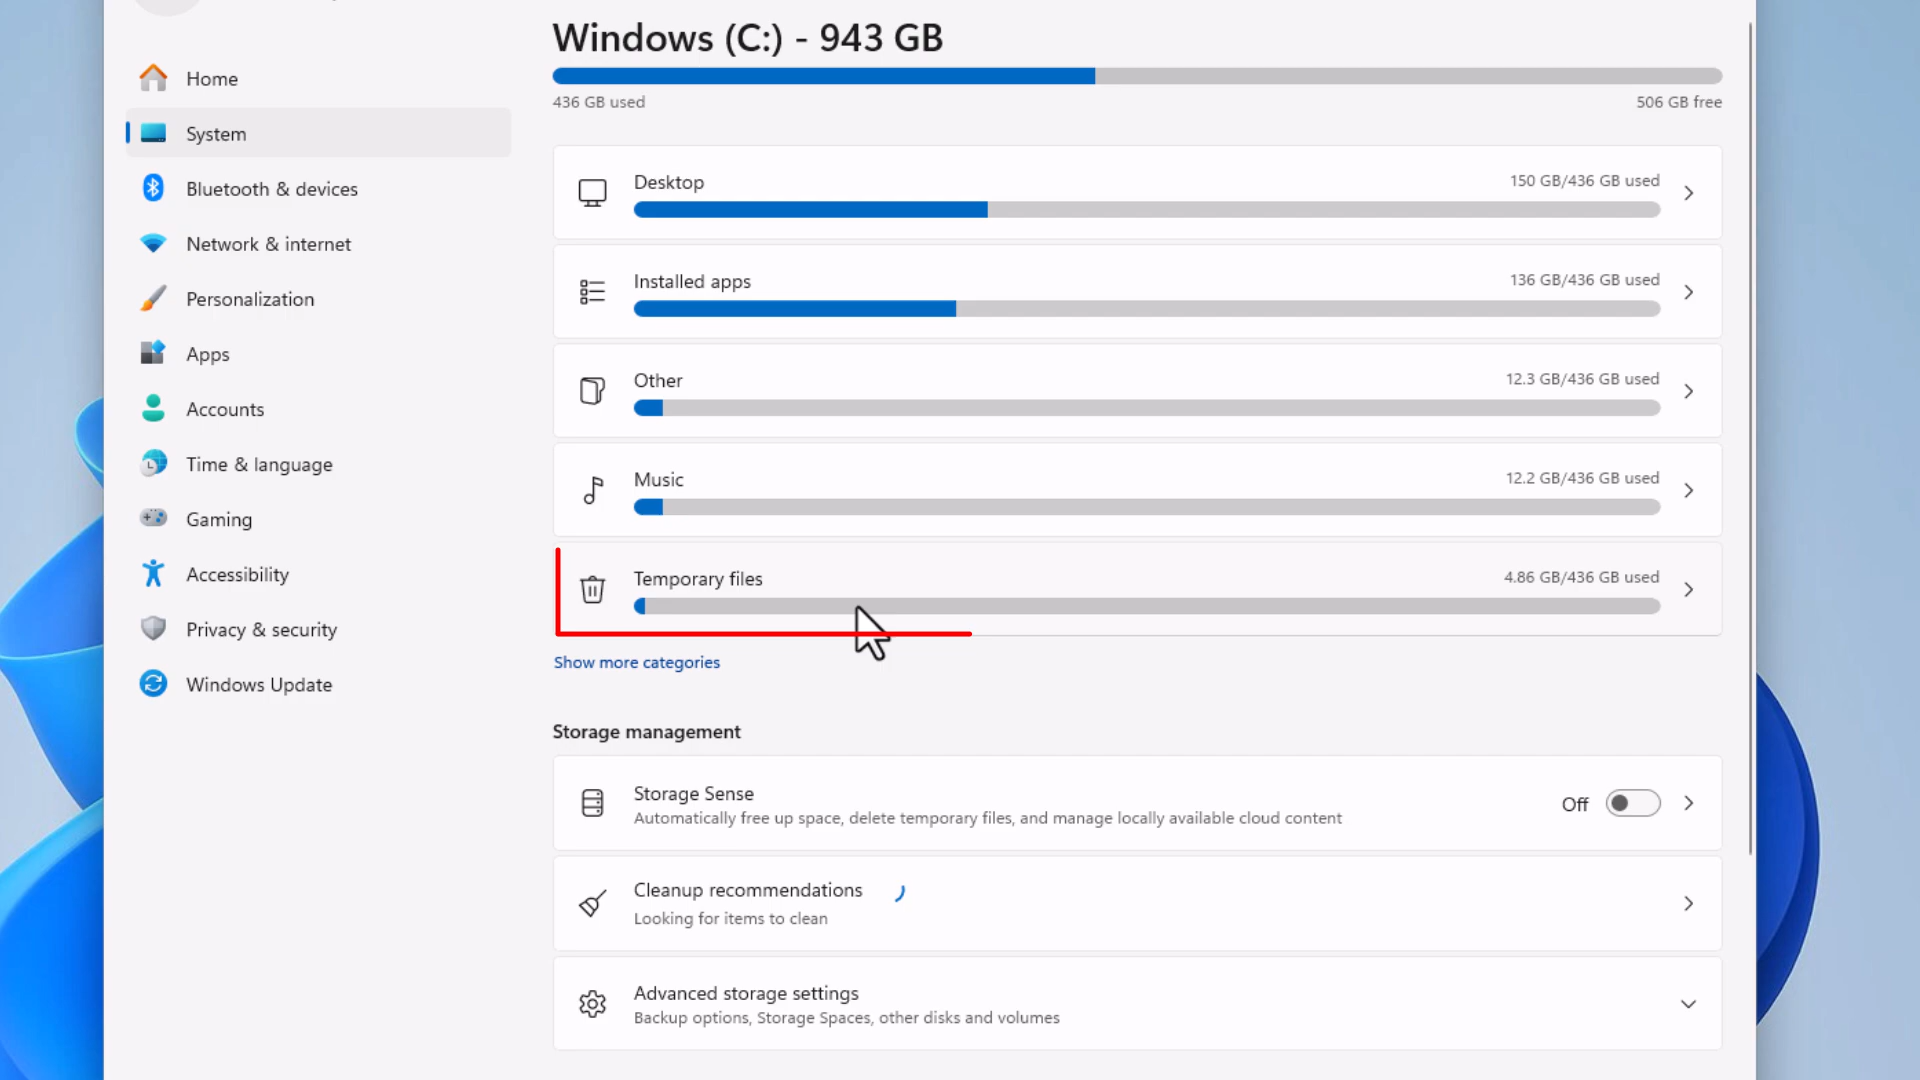 Windows (C:) - 943 GB
436 GB used
506 GB free
Home
System
Bluetooth & devices
Network & internet
Personalization
Apps
Accounts
Time & language
Gaming
Accessibility
Privacy & security
Windows Update
Desktop
150 GB/436 GB used
Installed apps
136 GB/436 GB used
Other
12.3 GB/436 GB used
Music
12.2 GB/436 GB used
Temporary files
4.86 GB/436 GB used
Show more categories
Storage management
Storage Sense
Automatically free up space, delete temporary files, and manage locally available cloud content
Off
Cleanup recommendations
Looking for items to clean
Advanced storage settings
Backup options, Storage Spaces, other disks and volumes